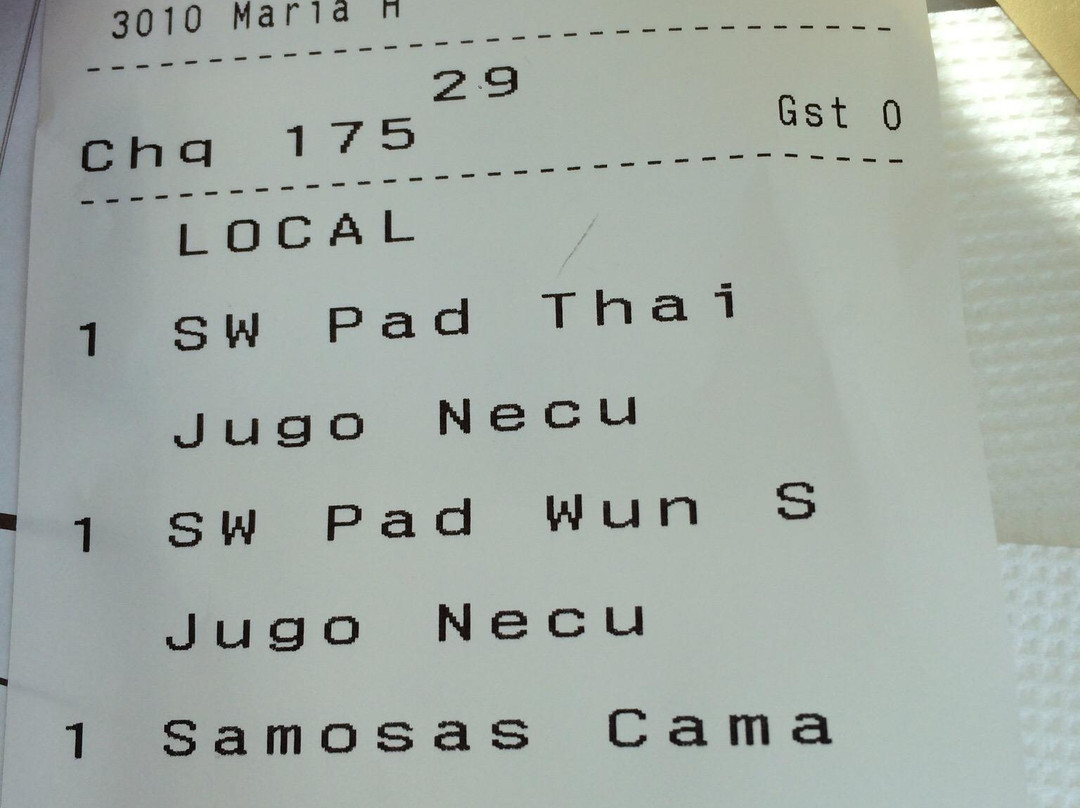 3010 Maria H
29
Chq 175 Gst 0
LOCAL
1 SW Pad Thai
Jugo Necu
1 SW Pad Wun S
Jugo Necu
1 Samosas Cama